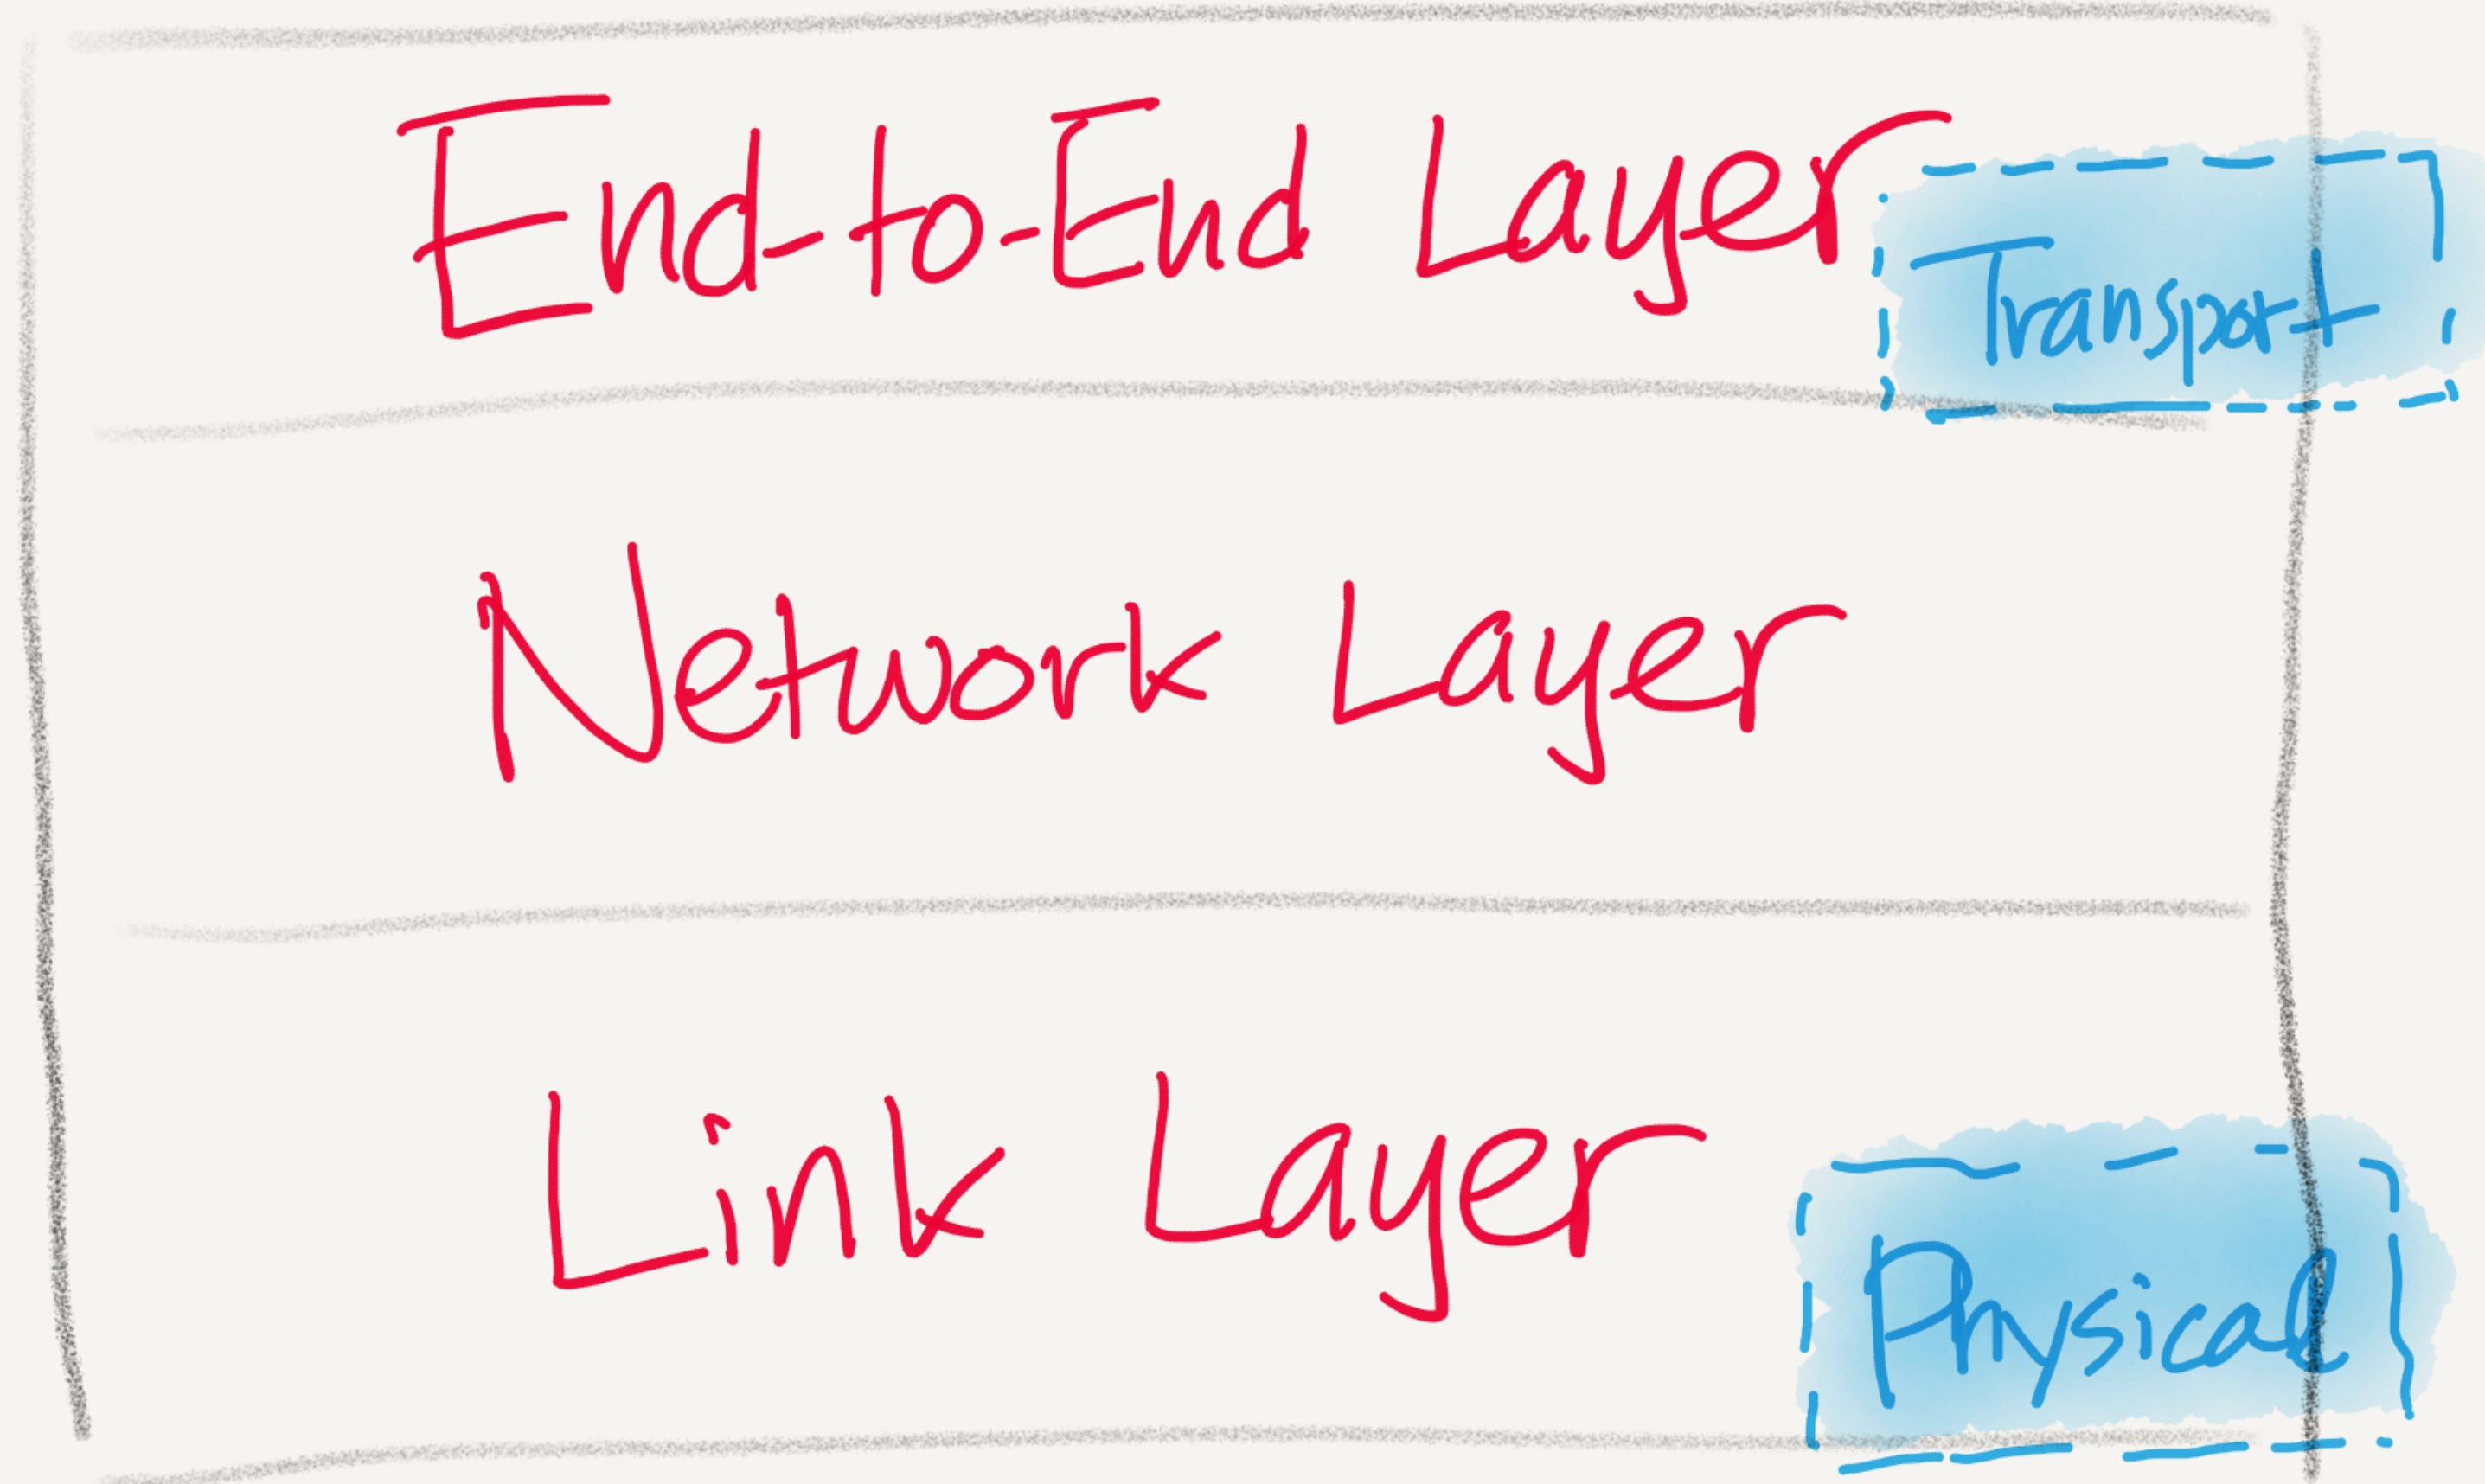 End-to-End Layer
Transport
Network Layer
Link Layer
Physical